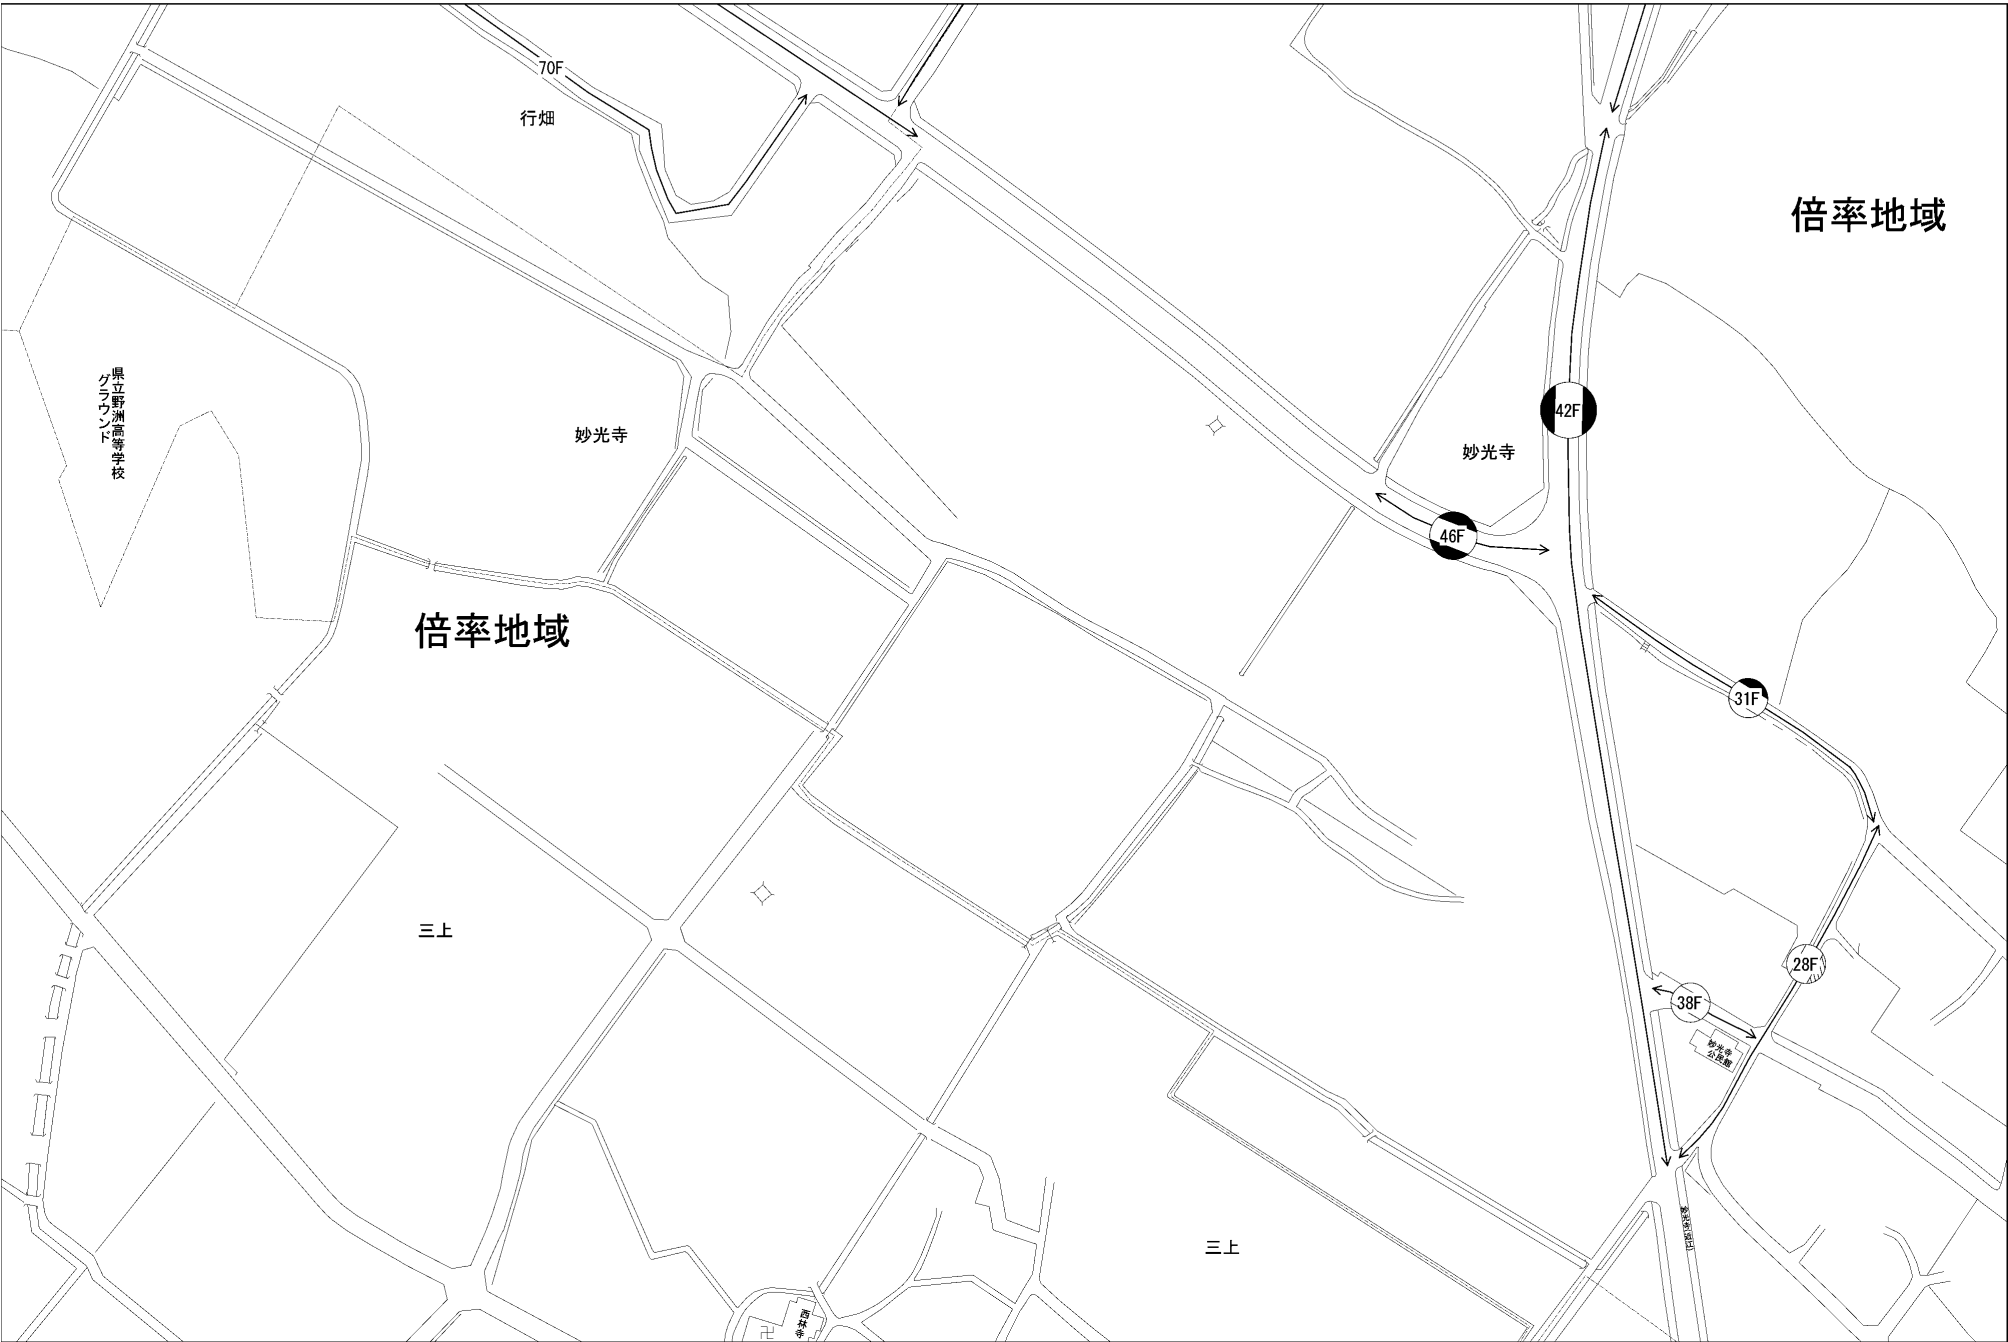 70F
行畑
倍率地域
県立野洲高等学校
グラウンド
42F
妙光寺
妙光寺
46F
倍率地域
31F
三上
28F
38F
妙光寺
公民館
三上
西林寺